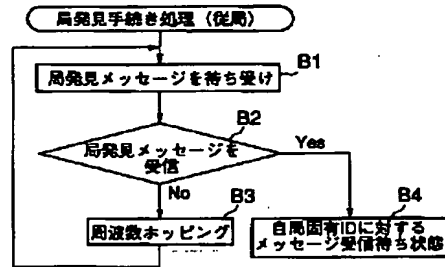 局発見手続き処理（従局）
B1
局発見メッセージを待ち受け
B2
局発見メッセージを
受信
Yes
No
B3
B4
周波数ホッピング
自局固有IDに対する
メッセージ受信待ち状態